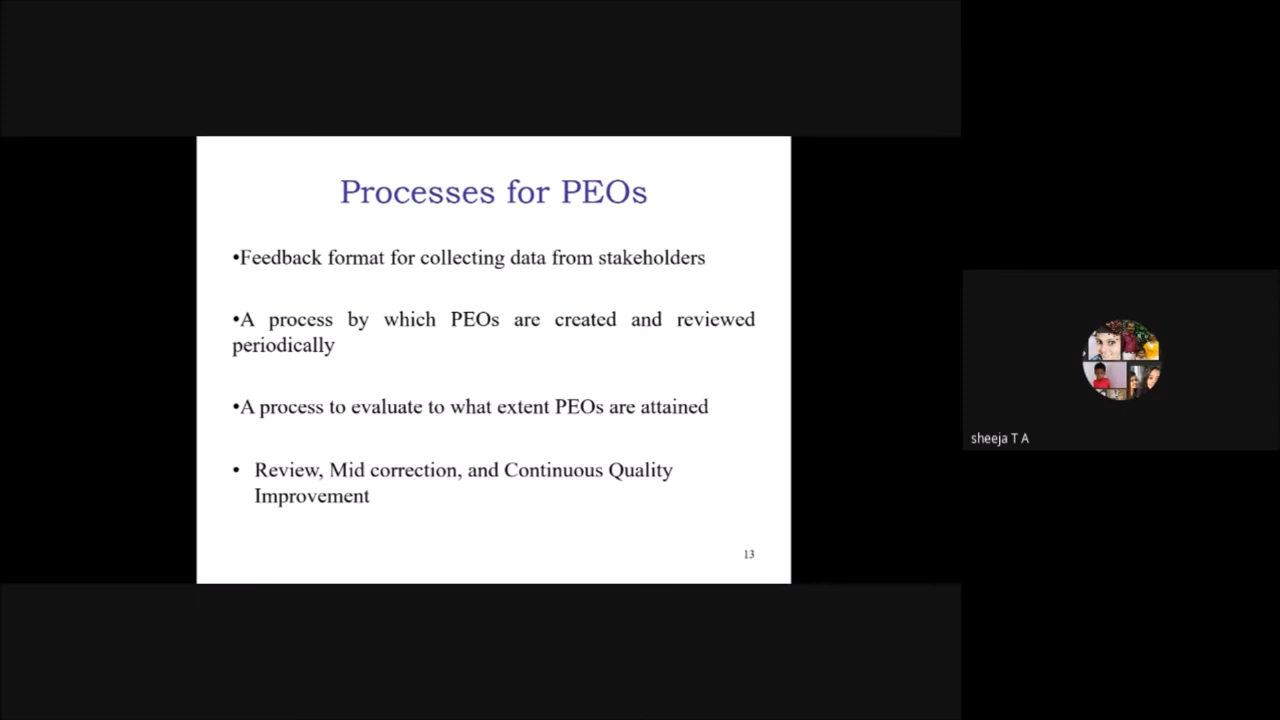 Processes for PEOs
•Feedback format for collecting data from stakeholders
•A process by which PEOs are created and reviewed
periodically
•A process to evaluate to what extent PEOs are attained
• Review, Mid correction, and Continuous Quality
Improvement
13
sheeja T A